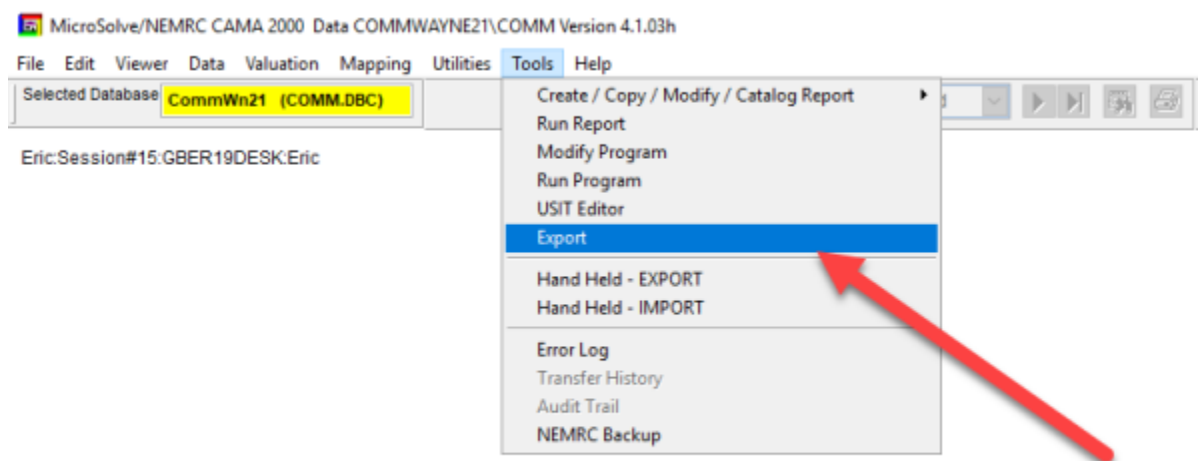 MicroSolve/NEMRC CAMA 2000 Data COMMWAYNE21\COMM Version 4.1.03h
File Edit Viewer Data Valuation Mapping Utilities Tools Help
Selected Database CommWn21 (COMM.DBC)
Eric:Session#15:GBER19DESK:Eric
Create / Copy / Modify / Catalog Report
Run Report
Modify Program
Run Program
USIT Editor
Export
Hand Held - EXPORT
Hand Held - IMPORT
Error Log
Transfer History
Audit Trail
NEMRC Backup